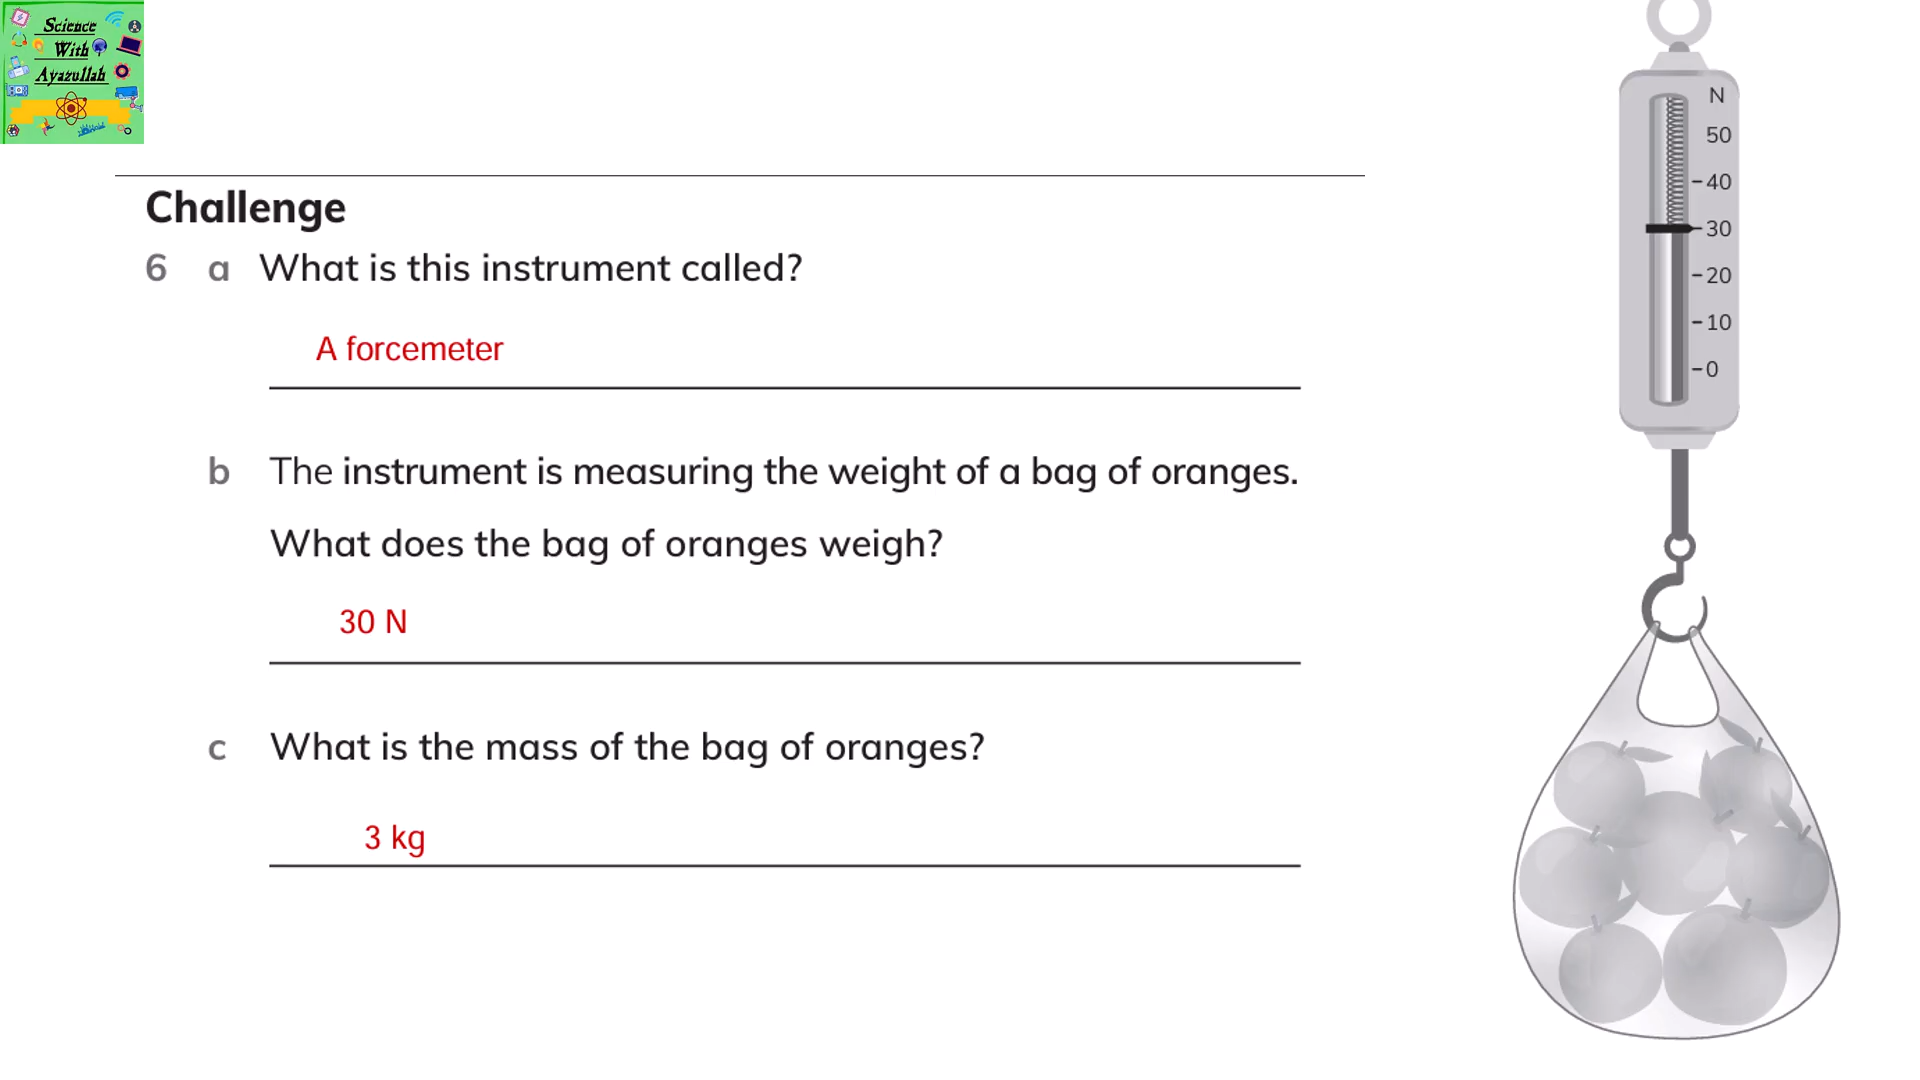 Science
With
Ayazullah
Challenge
6 a What is this instrument called?
A forcemeter
b The instrument is measuring the weight of a bag of oranges.
What does the bag of oranges weigh?
30 N
c What is the mass of the bag of oranges?
3 kg
N
50
40
30
20
10
0